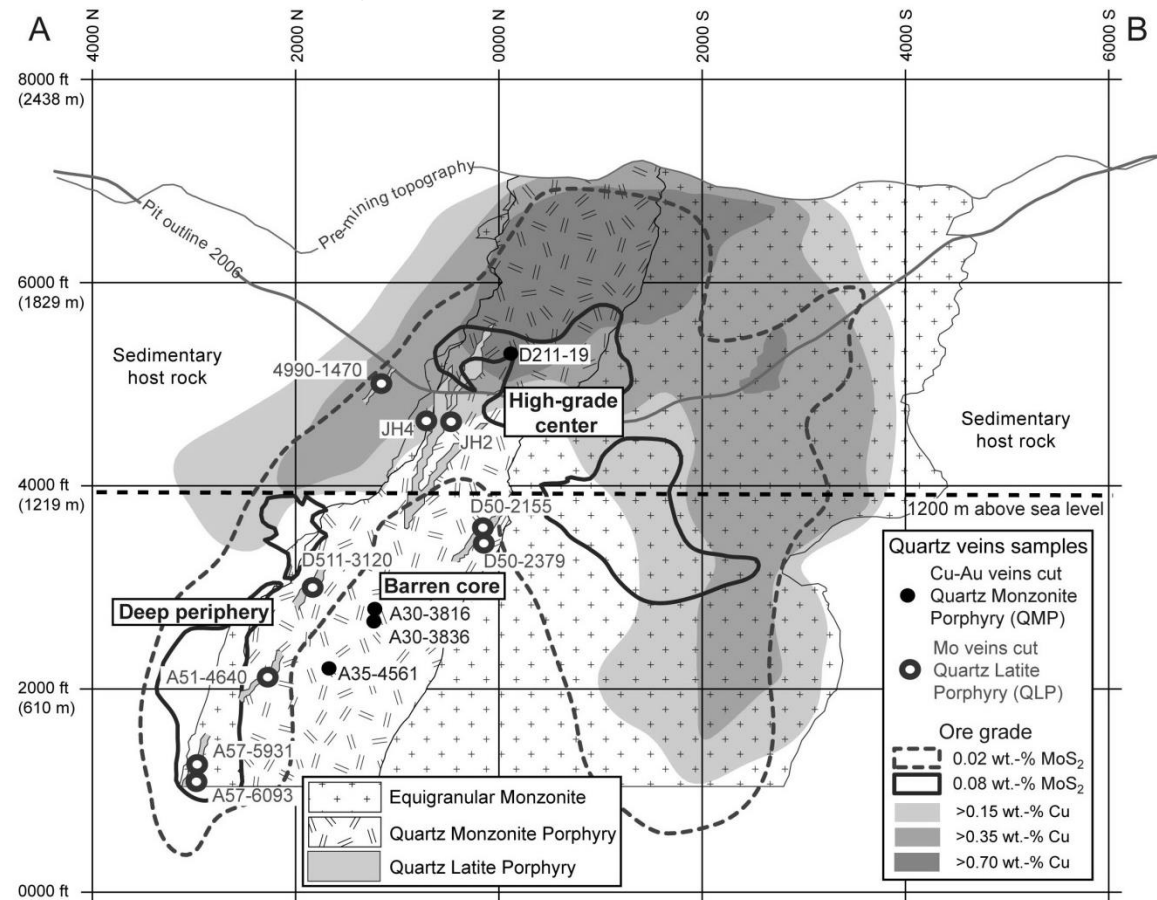 A
B
4000 N
2000 N
0000 N
2000 S
4000 S
6000 S
8000 ft
(2438 m)
Pre-mining topography
Pit outline 2006
6000 ft
(1829 m)
Sedimentary
host rock
4990-1470
D211-19
High-grade
center
JH4
JH2
Sedimentary
host rock
4000 ft
(1219 m)
1200 m above sea level
D50-2155
D50-2379
D511-3120
Barren core
Deep periphery
A30-3816
A30-3836
A51-4640
A35-4561
2000 ft
(610 m)
A57-5931
A57-6093
0000 ft
(0 m)
Equigranular Monzonite
Quartz Monzonite Porphyry
Quartz Latite Porphyry
Quartz veins samples
Cu-Au veins cut
Quartz Monzonite
Porphyry (QMP)
Mo veins cut
Quartz Latite
Porphyry (QLP)
Ore grade
0.02 wt.-% MoS₂
0.08 wt.-% MoS₂
>0.15 wt.-% Cu
>0.35 wt.-% Cu
>0.70 wt.-% Cu